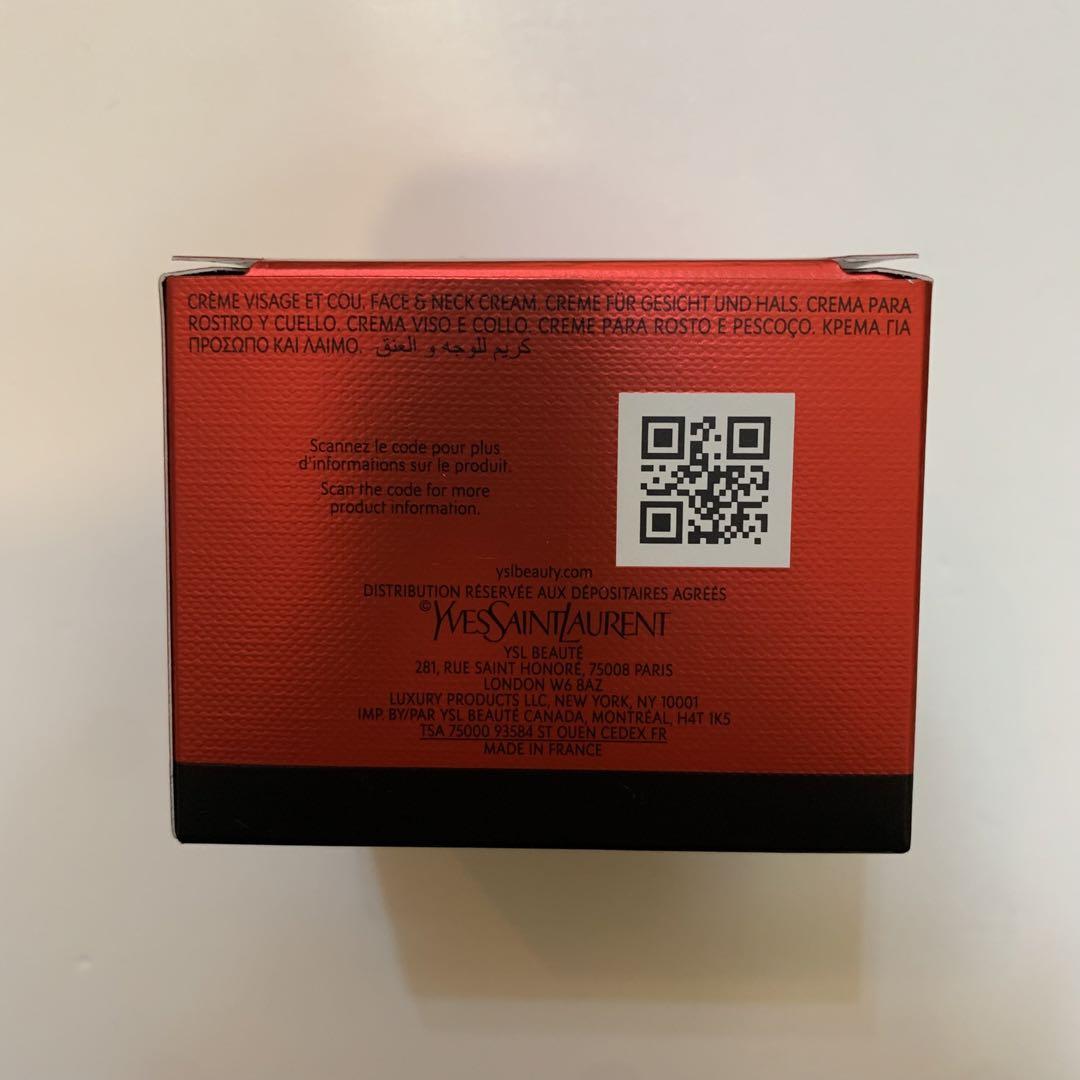 CRÈME VISAGE ET COU. FACE & NECK CREAM. CREME FÜR GESICHT UND HALS. CREMA PARA
ROSTRO Y CUELLO. CREMA VISO E COLLO. CREME PARA ROSTO E PESCOÇO. ΚΡΕΜΑ ΓΙΑ
ΠΡΟΣΩΠΟ ΚΑΙ ΛΑΙΜΟ. كريم للوجه و العنق
Scannez le code pour plus
d'informations sur le produit.
Scan the code for more
product information.
yslbeauty.com
DISTRIBUTION RÉSERVÉE AUX DÉPOSITAIRES AGRÉÉS
©YVESSAINTLAURENT
YSL BEAUTÉ
281, RUE SAINT HONORÉ, 75008 PARIS
LONDON W6 8AZ
LUXURY PRODUCTS LLC, NEW YORK, NY 10001
IMP. BY/PAR YSL BEAUTÉ CANADA, MONTRÉAL, H4T 1K5
TSA 75000 93584 ST OUEN CEDEX FR
MADE IN FRANCE